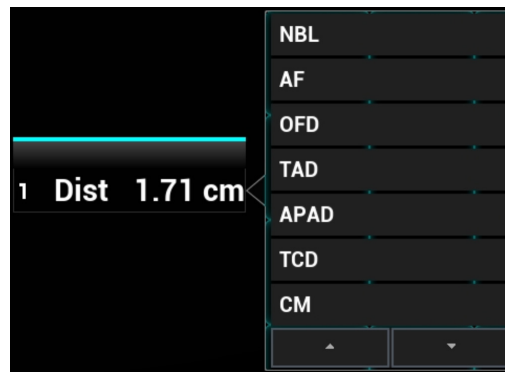 1 Dist 1.71 cm
NBL
AF
OFD
TAD
APAD
TCD
CM